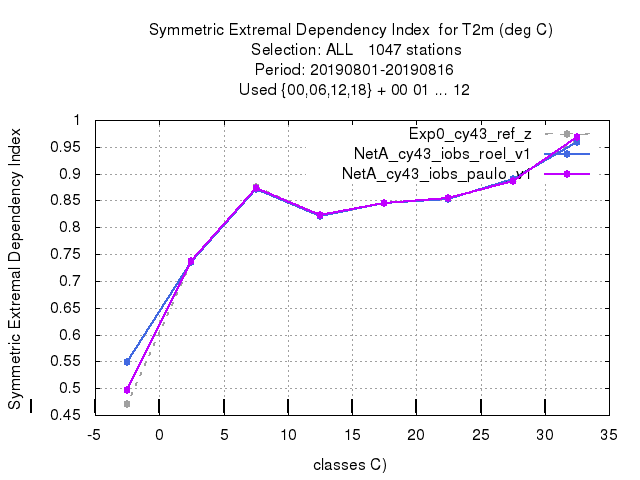 Symmetric Extremal Dependency Index for T2m (deg C)
Selection: ALL 1047 stations
Period: 20190801-20190816
Used {00,06,12,18} + 00 01 ... 12
Symmetric Extremal Dependency Index
1
0.95
0.9
0.85
0.8
0.75
0.7
0.65
0.6
0.55
0.5
0.45
Exp0_cy43_ref_z
NetA_cy43_iobs_roel_v1
NetA_cy43_iobs_paulo_v1
-5 0 5 10 15 20 25 30 35
classes C)